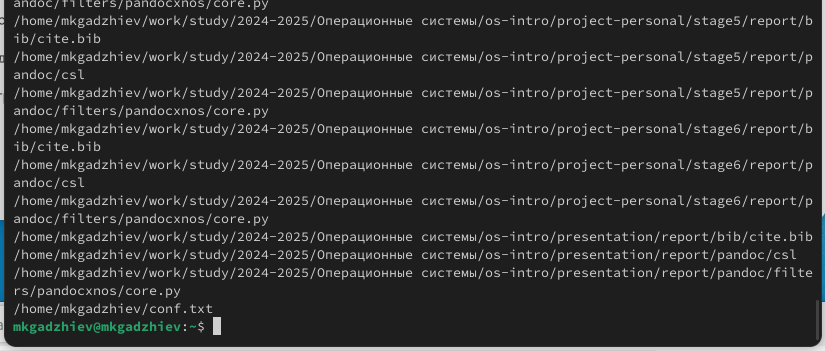 andoc/filters/pandocxnos/core.py
/home/mkgadzhiev/work/study/2024-2025/Операционные системы/os-intro/project-personal/stage5/report/b
ib/cite.bib
/home/mkgadzhiev/work/study/2024-2025/Операционные системы/os-intro/project-personal/stage5/report/p
andoc/csl
/home/mkgadzhiev/work/study/2024-2025/Операционные системы/os-intro/project-personal/stage5/report/p
andoc/filters/pandocxnos/core.py
/home/mkgadzhiev/work/study/2024-2025/Операционные системы/os-intro/project-personal/stage6/report/b
ib/cite.bib
/home/mkgadzhiev/work/study/2024-2025/Операционные системы/os-intro/project-personal/stage6/report/p
andoc/csl
/home/mkgadzhiev/work/study/2024-2025/Операционные системы/os-intro/project-personal/stage6/report/p
andoc/filters/pandocxnos/core.py
/home/mkgadzhiev/work/study/2024-2025/Операционные системы/os-intro/presentation/report/bib/cite.bib
/home/mkgadzhiev/work/study/2024-2025/Операционные системы/os-intro/presentation/report/pandoc/csl
/home/mkgadzhiev/work/study/2024-2025/Операционные системы/os-intro/presentation/report/pandoc/filte
rs/pandocxnos/core.py
/home/mkgadzhiev/conf.txt
mkgadzhiev@mkgadzhiev:~$